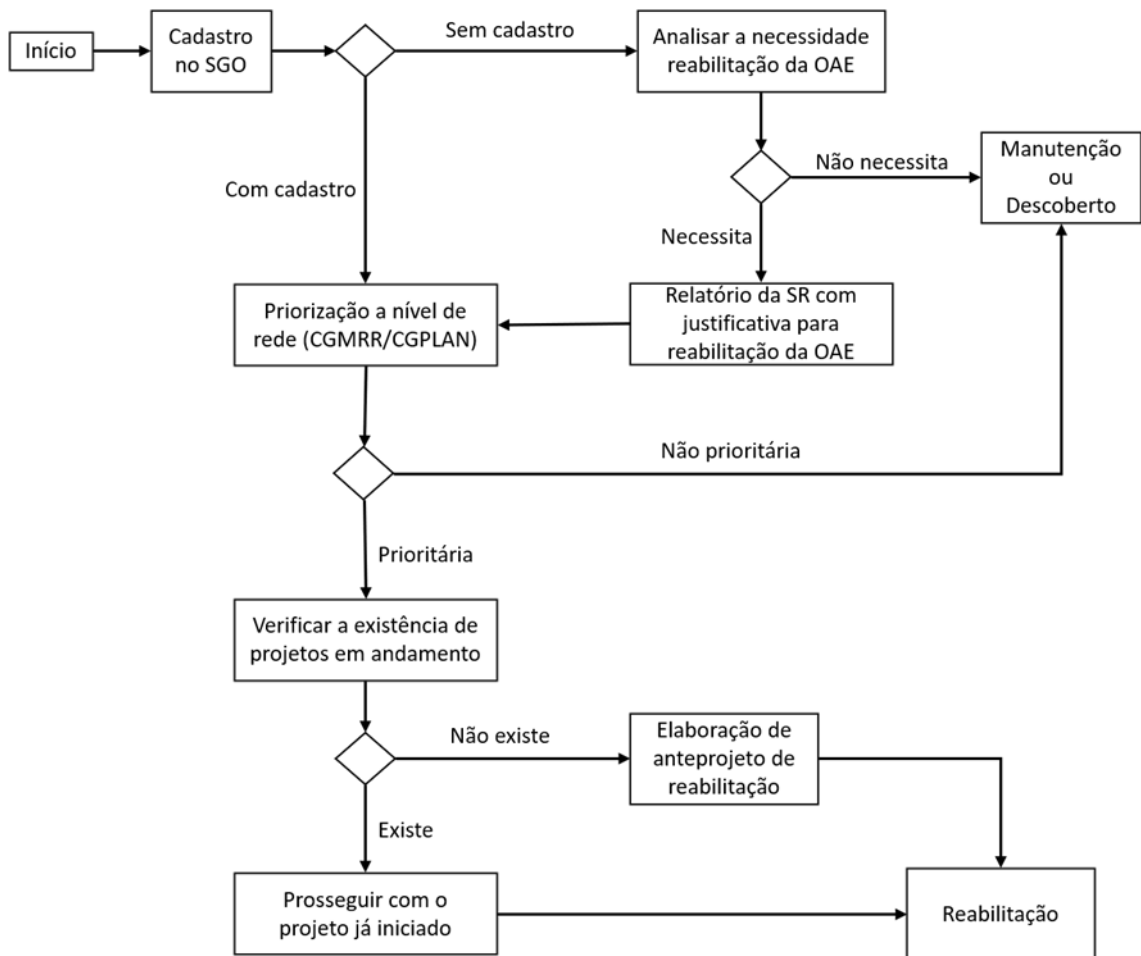 Início
Cadastro
no SGO
Sem cadastro
Analisar a necessidade
reabilitação da OAE
Com cadastro
Não necessita
Manutenção
ou
Descoberto
Necessita
Priorização a nível de
rede (CGMRR/CGPLAN)
Relatório da SR com
justificativa para
reabilitação da OAE
Não prioritária
Prioritária
Verificar a existência de
projetos em andamento
Não existe
Elaboração de
anteprojeto de
reabilitação
Existe
Prosseguir com o
projeto já iniciado
Reabilitação